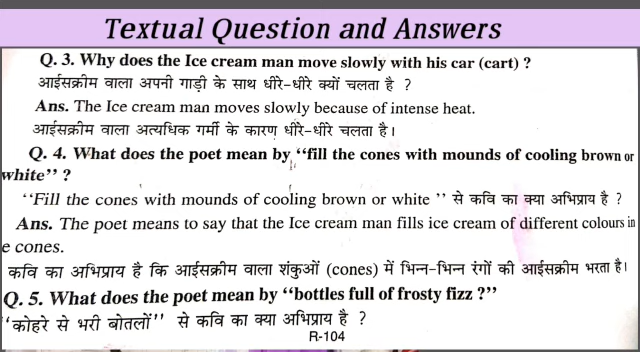 Textual Question and Answers
Q. 3. Why does the Ice cream man move slowly with his car (cart) ?
आईसक्रीम वाला अपनी गाड़ी के साथ धीरे-धीरे क्यों चलता है ?
Ans. The Ice cream man moves slowly because of intense heat.
आईसक्रीम वाला अत्यधिक गर्मी के कारण धीरे-धीरे चलता है।
Q. 4. What does the poet mean by “fill the cones with mounds of cooling brown or
white” ?
“Fill the cones with mounds of cooling brown or white ” से कवि का क्या अभिप्राय है ?
Ans. The poet means to say that the Ice cream man fills ice cream of different colours in
e cones.
कवि का अभिप्राय है कि आईसक्रीम वाला शंकुओं (cones) में भिन्न-भिन्न रंगों की आईसक्रीम भरता है।
Q. 5. What does the poet mean by “bottles full of frosty fizz ?”
“कोहरे से भरी बोतलों” से कवि का क्या अभिप्राय है ?
R-104